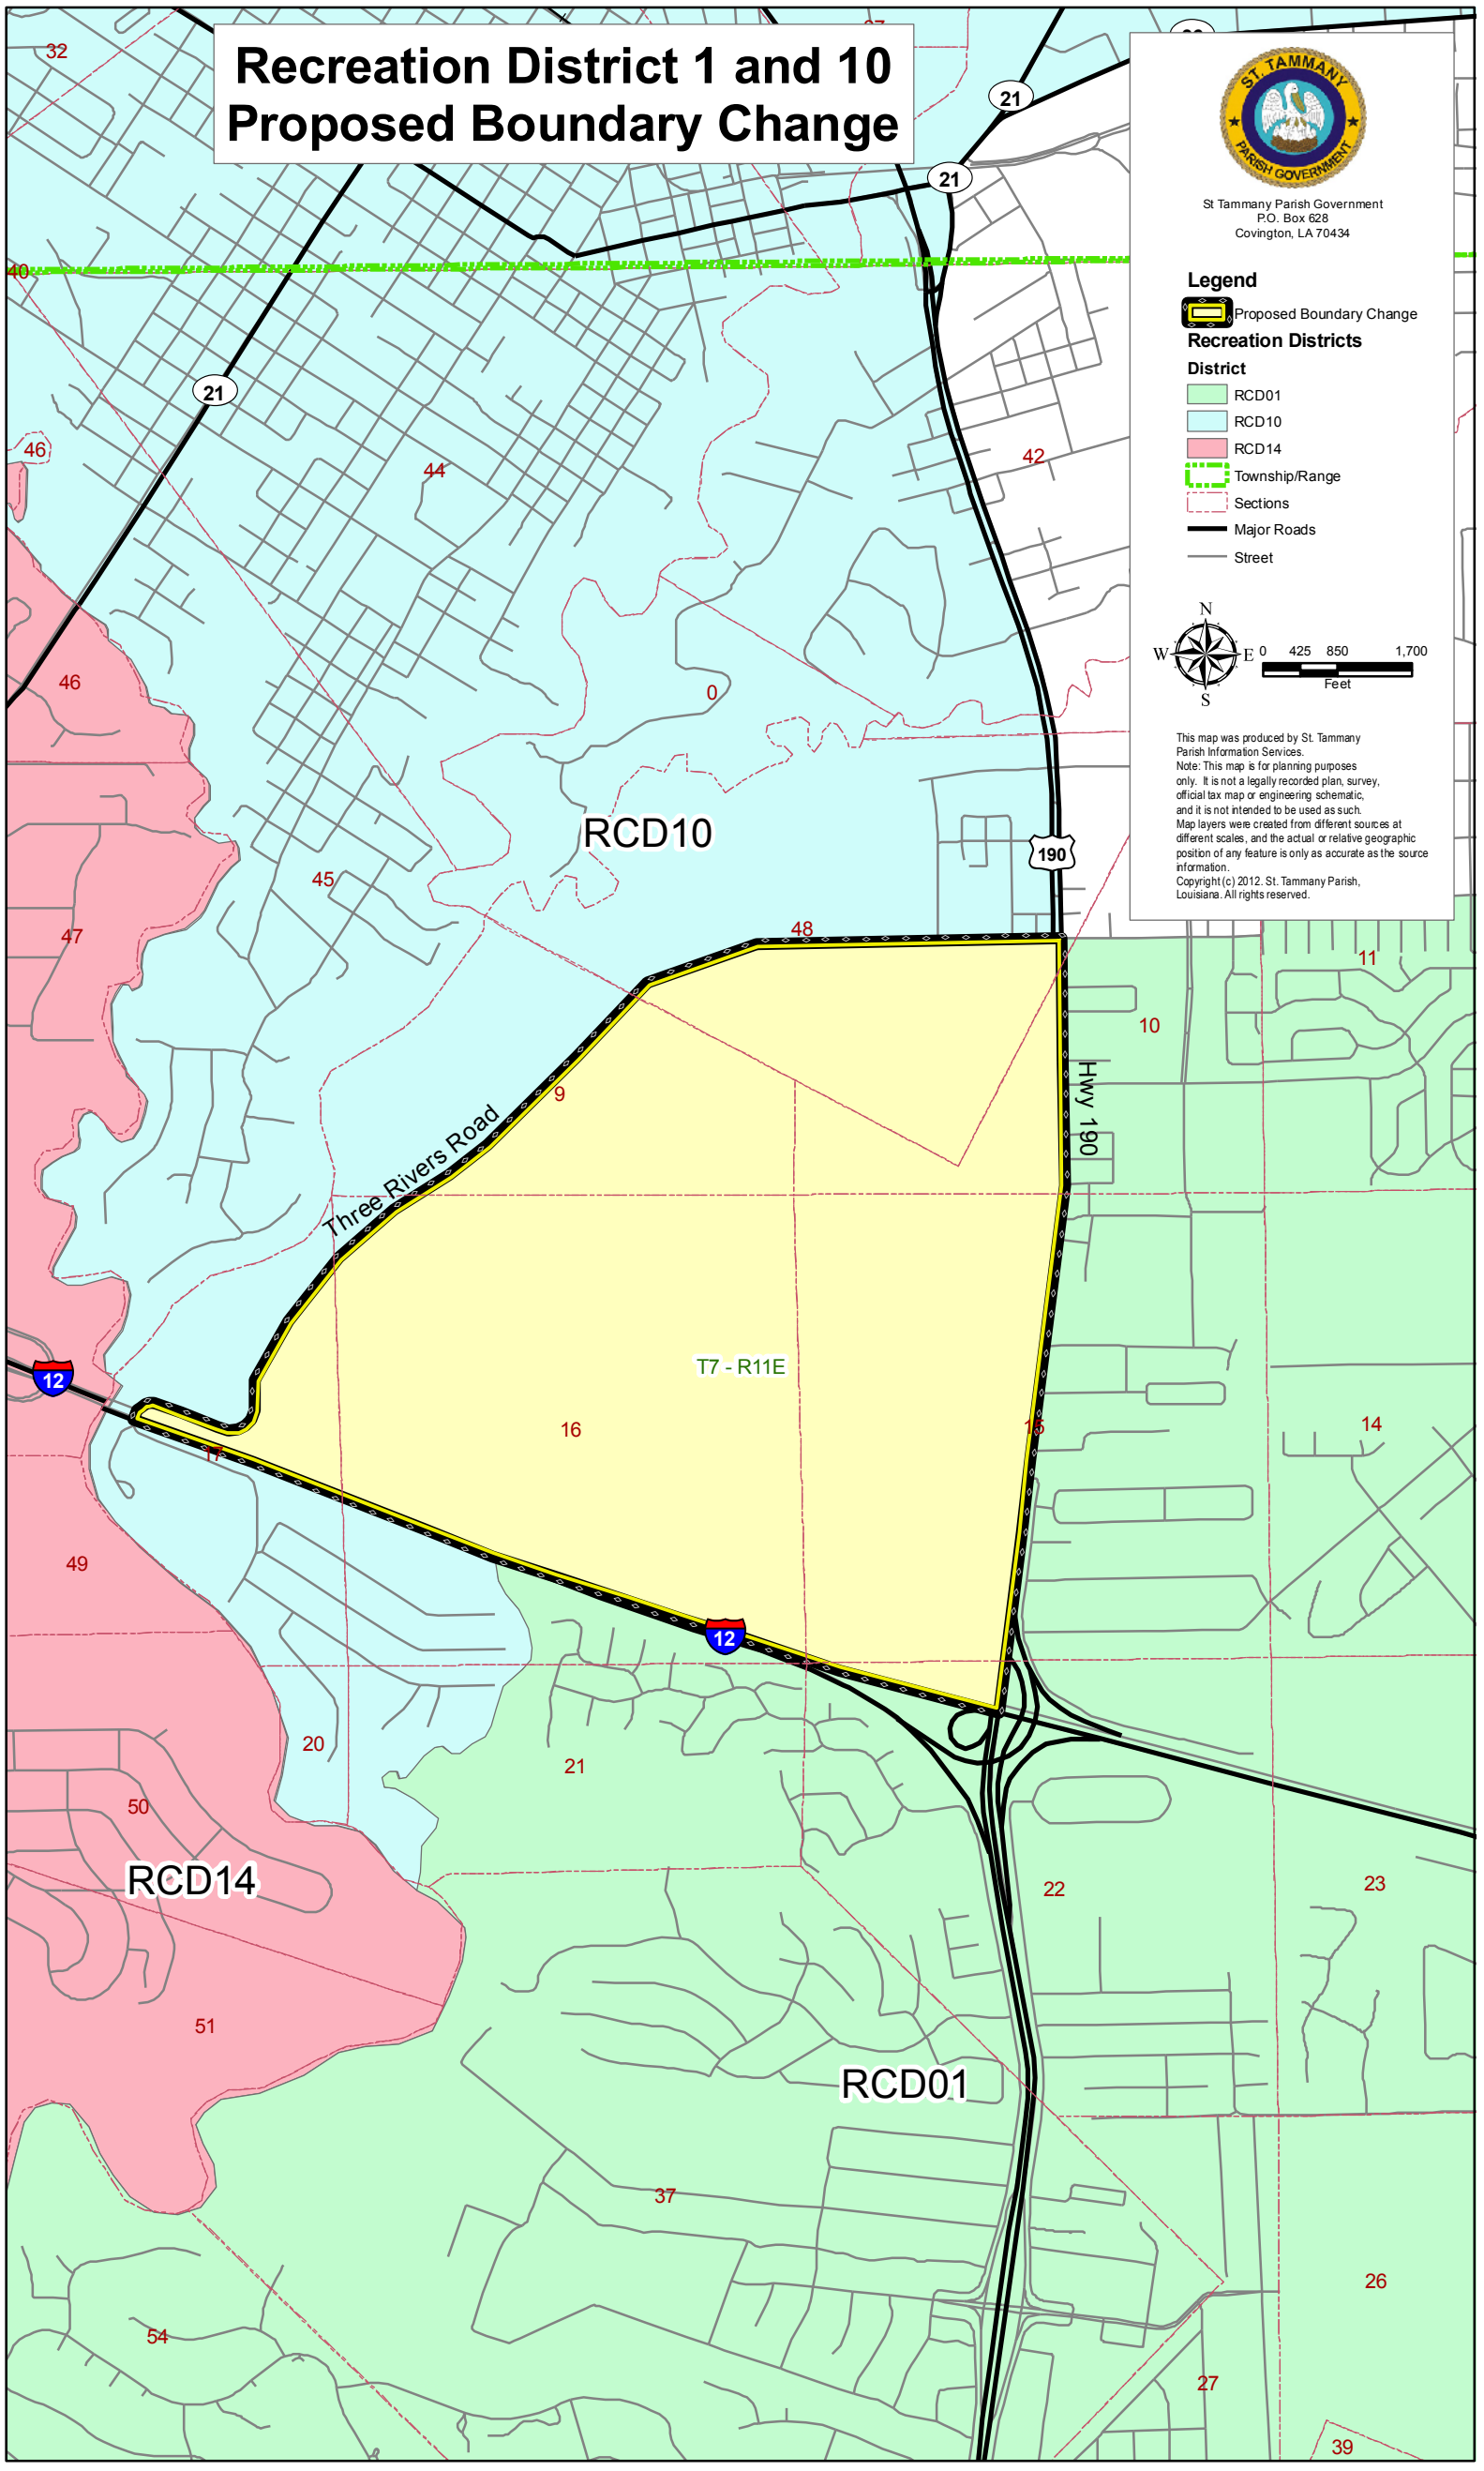 Recreation District 1 and 10
Proposed Boundary Change
ST. TAMMANY
PARISH GOVERNMENT
St Tammany Parish Government
P.O. Box 628
Covington, LA 70434
Legend
Proposed Boundary Change
Recreation Districts
District
RCD01
RCD10
RCD14
Township/Range
Sections
Major Roads
Street
N
W E
S
0 425 850 1,700
Feet
This map was produced by St. Tammany
Parish Information Services.
Note: This map is for planning purposes
only. It is not a legally recorded plan, survey,
official tax map or engineering schematic,
and it is not intended to be used as such.
Map layers were created from different sources at
different scales, and the actual or relative geographic
position of any feature is only as accurate as the source
information.
Copyright (c) 2012. St. Tammany Parish,
Louisiana. All rights reserved.
32
21
21
40
21
46
44
42
46
0
RCD10
190
45
47
48
11
10
9
Hwy 190
Three Rivers Road
T7 - R11E
12
16
15
14
17
49
12
20
21
50
RCD14
22
23
51
RCD01
37
26
54
27
39